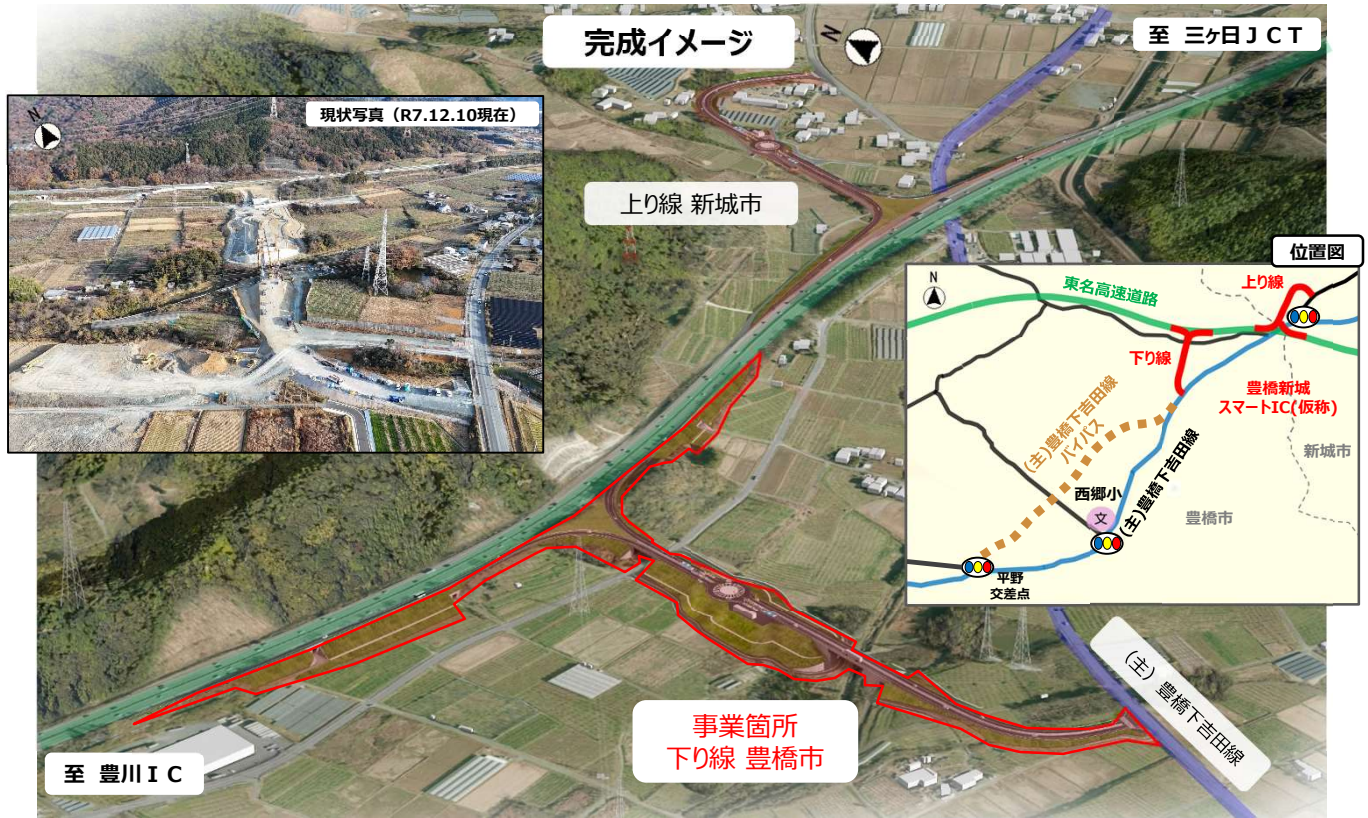 完成イメージ
N
至 三ヶ日JCT
現状写真（R7.12.10現在）
N
上り線 新城市
位置図
N
東名高速道路
上り線
下り線
豊橋新城
スマートIC(仮称)
(主)豊橋下吉田線
バイパス
新城市
西郷小
文
(主)豊橋下吉田線
豊橋市
平野
交差点
事業箇所
下り線 豊橋市
(主) 豊橋下吉田線
至 豊川IC